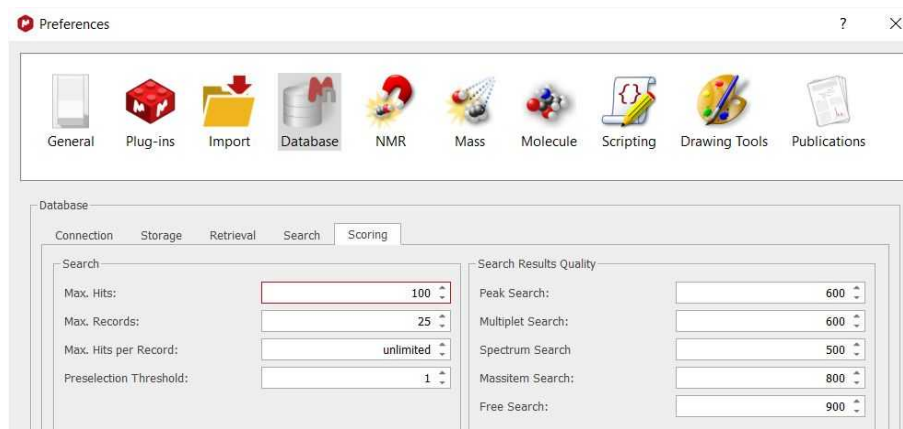 Preferences
?
General Plug-ins Import Database NMR Mass Molecule Scripting Drawing Tools Publications
Database
Connection Storage Retrieval Search Scoring
Search
Max. Hits: 100
Max. Records: 25
Max. Hits per Record: unlimited
Preselection Threshold: 1
Search Results Quality
Peak Search: 600
Multiplet Search: 600
Spectrum Search 500
Massitem Search: 800
Free Search: 900